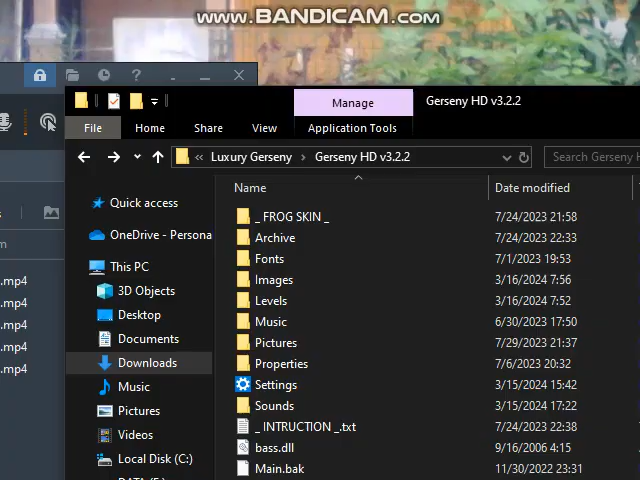 www.BANDICAM.com
Manage
Gerseny HD v3.2.2
File
Home
Share
View
Application Tools
« Luxury Gerseny > Gerseny HD v3.2.2
Search Gerseny
Name
Date modified
Quick access
OneDrive - Persona
This PC
3D Objects
Desktop
Documents
Downloads
Music
Pictures
Videos
Local Disk (C:)
_ FROG SKIN _ 7/24/2023 21:58
Archive 7/24/2023 22:33
Fonts 7/1/2023 19:53
Images 3/16/2024 7:56
Levels 3/16/2024 7:52
Music 6/30/2023 17:50
Pictures 7/29/2023 21:37
Properties 7/6/2023 20:32
Settings 3/15/2024 15:42
Sounds 3/15/2024 17:22
_ INTRUCTION _.txt 7/24/2023 22:38
bass.dll 9/16/2006 4:15
Main.bak 11/30/2022 23:31
.mp4
.mp4
.mp4
.mp4
.mp4